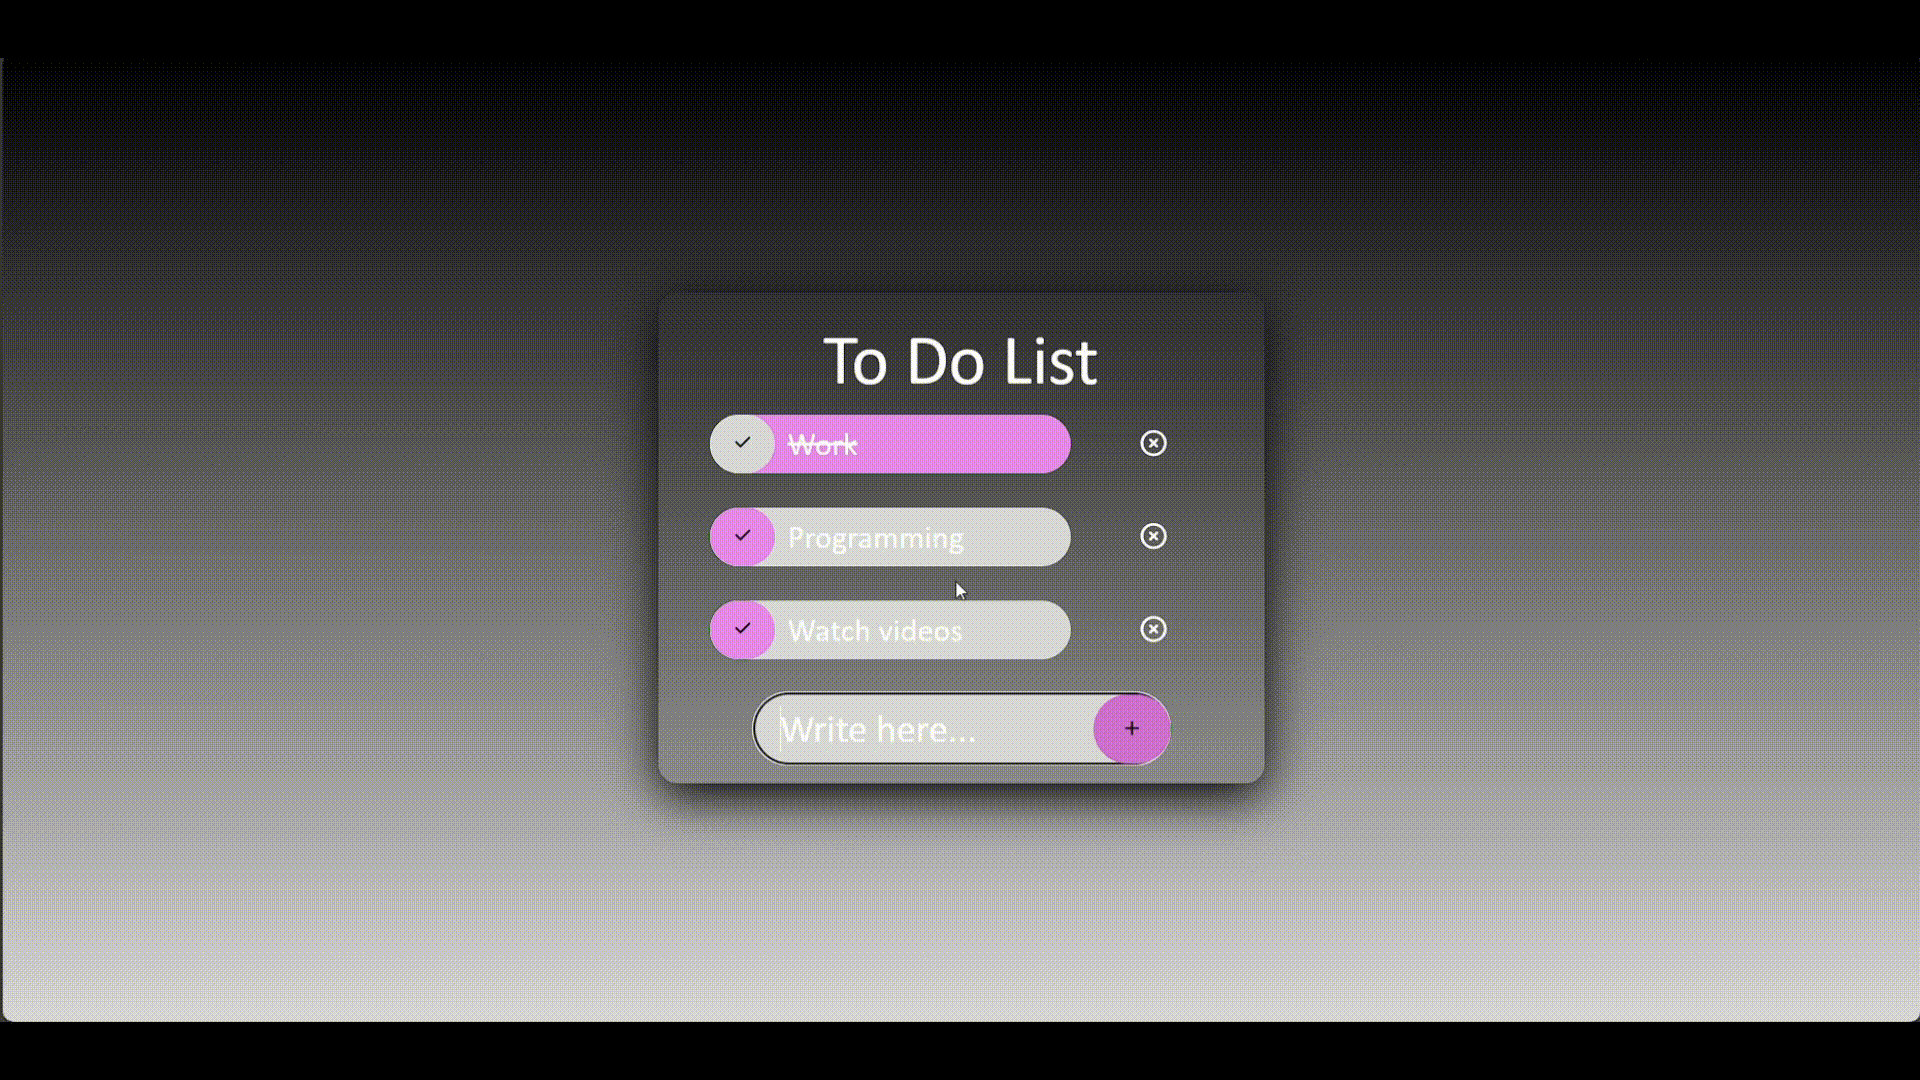 To Do List
Work
Programming
Watch videos
Write here...